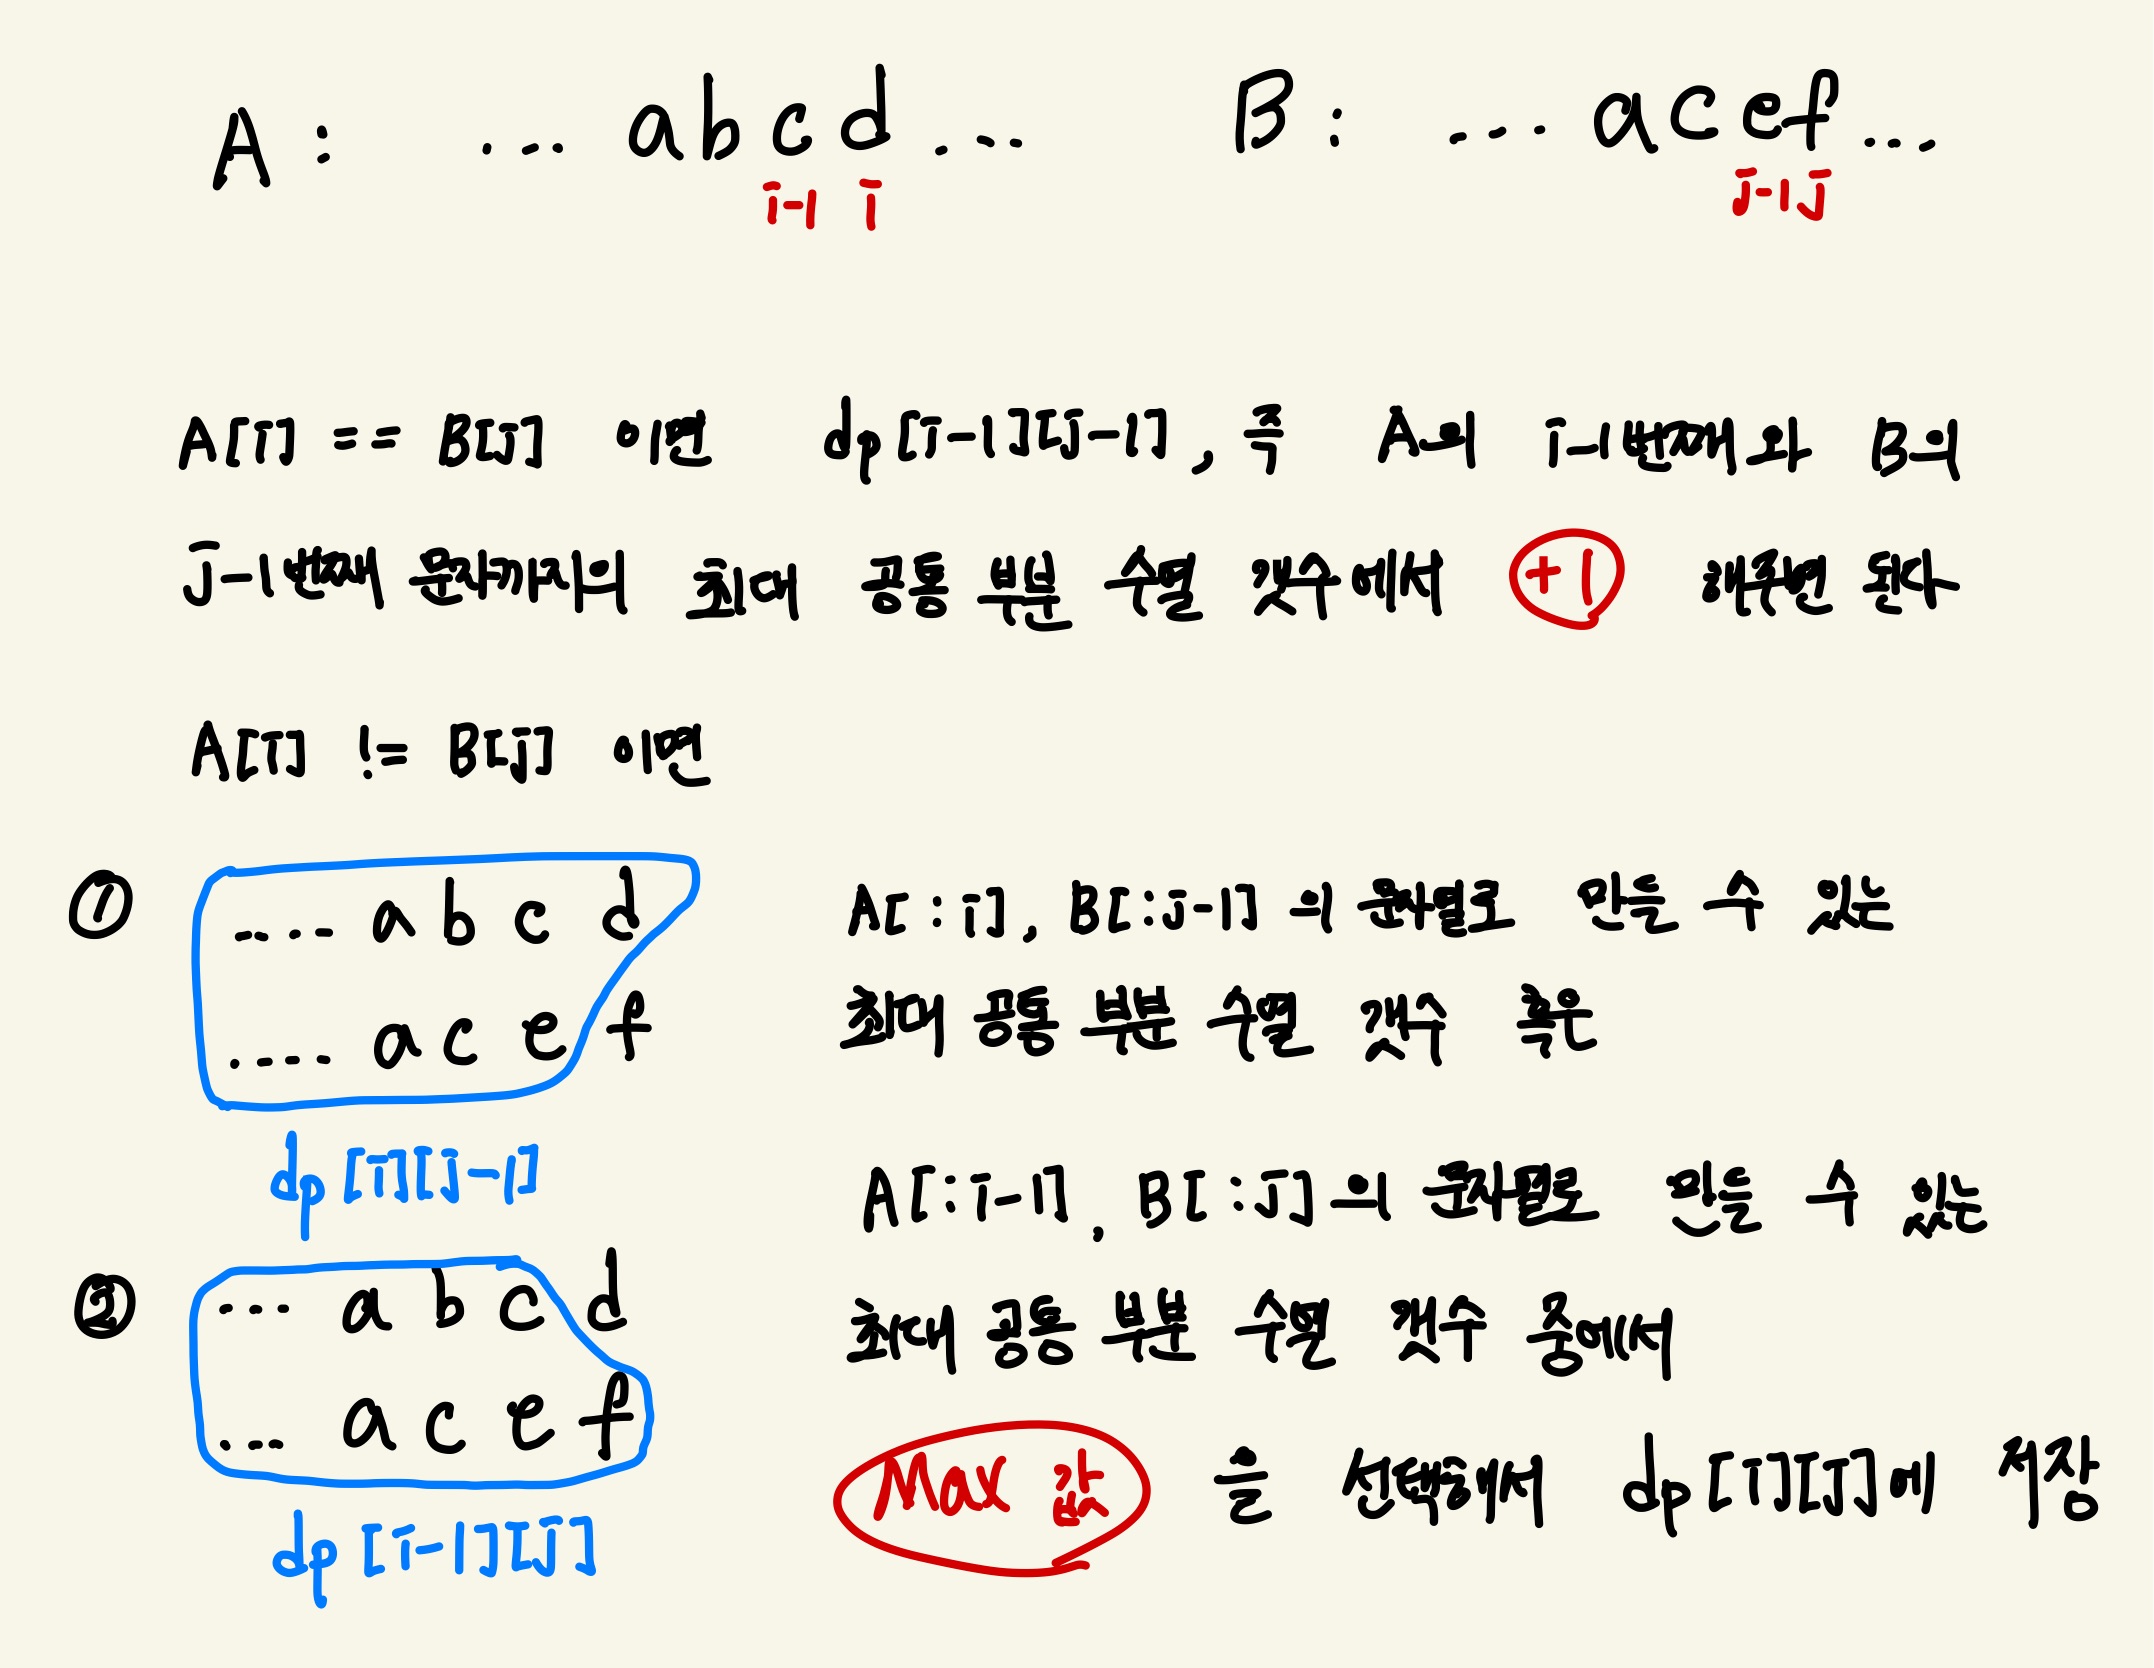 A : ... abcd ... B : ... acef ...
i-1 i j-1 j
A[i] == B[j] 이면 dp[i-1][j-1], 즉 A의 i-1번째와 B의
j-1번째 문자까지의 최대 공통 부분 수열 갯수에서 +1 해주면 된다
A[i] != B[j] 이면
① .... a b c d A[:i], B[:j-1] 의 문자열로 만들 수 있는
.... a c e f 최대 공통 부분 수열 갯수 혹은
dp[i][j-1]
A[:i-1], B[:j]의 문자열로 만들 수 있는
② ... a b c d 최대 공통 부분 수열 갯수 중에서
... a c e f
Max 값 을 선택해서 dp[i][j]에 저장
dp[i-1][j]